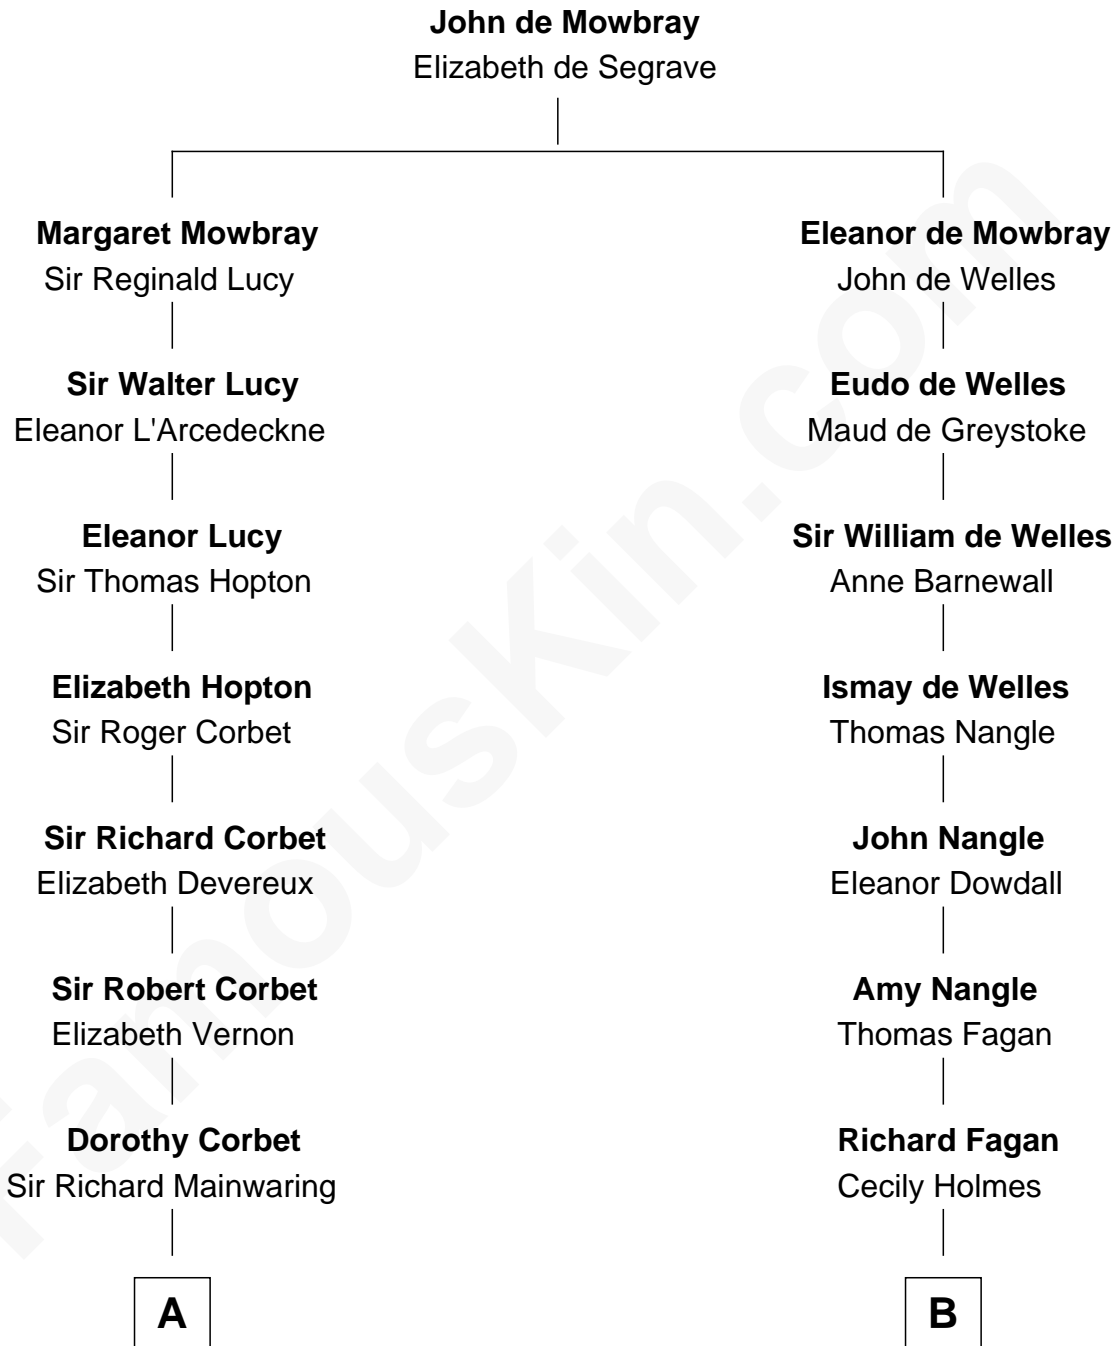 John de Mowbray
Elizabeth de Segrave
Margaret Mowbray
Sir Reginald Lucy
Eleanor de Mowbray
John de Welles
Sir Walter Lucy
Eleanor L'Arcedeckne
Eudo de Welles
Maud de Greystoke
Eleanor Lucy
Sir Thomas Hopton
Sir William de Welles
Anne Barnewall
Elizabeth Hopton
Sir Roger Corbet
Ismay de Welles
Thomas Nangle
Sir Richard Corbet
Elizabeth Devereux
John Nangle
Eleanor Dowdall
Sir Robert Corbet
Elizabeth Vernon
Amy Nangle
Thomas Fagan
Dorothy Corbet
Sir Richard Mainwaring
Richard Fagan
Cecily Holmes
A
B
FamousKin.com